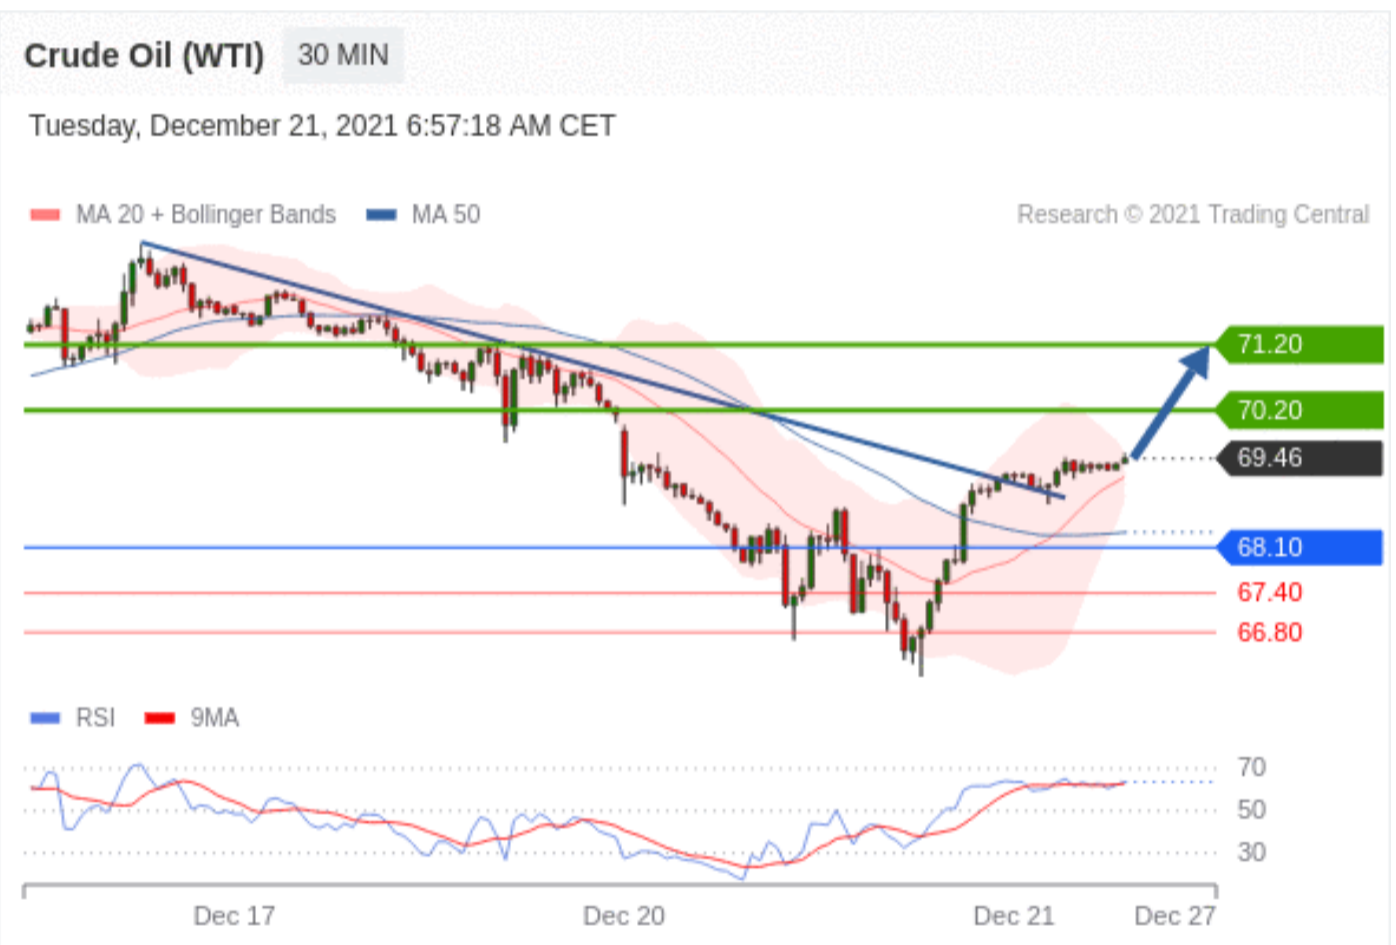 Crude Oil (WTI) 30 MIN
Tuesday, December 21, 2021 6:57:18 AM CET
MA 20 + Bollinger Bands MA 50 Research © 2021 Trading Central
71.20
70.20
69.46
68.10
67.40
66.80
RSI 9MA
70
50
30
Dec 17 Dec 20 Dec 21 Dec 27